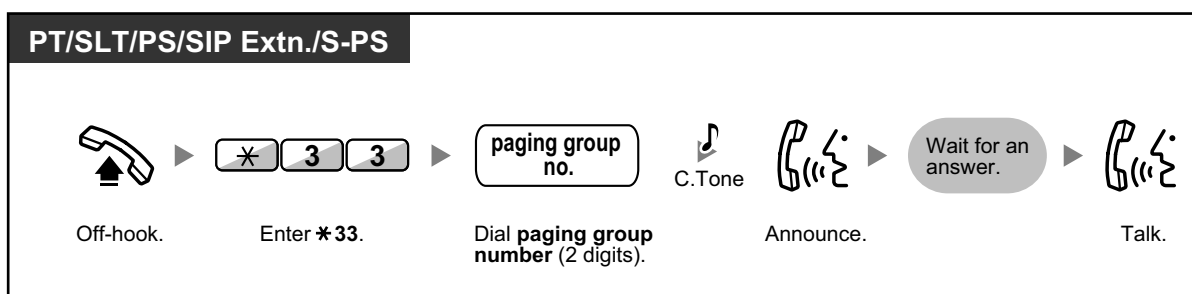 PT/SLT/PS/SIP Extn./S-PS
* 3 3
paging group
no.
C.Tone
Wait for an
answer.
Off-hook.
Enter *33.
Dial paging group
number (2 digits).
Announce.
Talk.